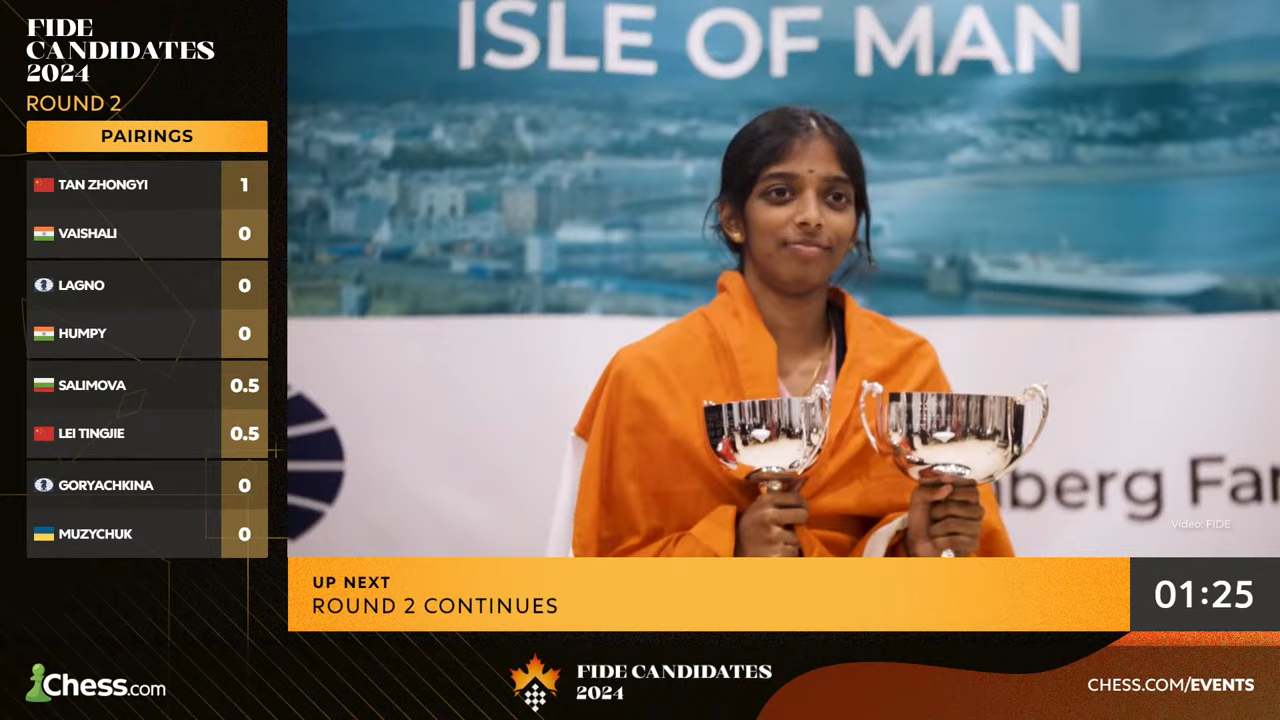 FIDE
CANDIDATES
2024
ROUND 2
PAIRINGS
TAN ZHONGYI 1
VAISHALI 0
LAGNO 0
HUMPY 0
SALIMOVA 0.5
LEI TINGJIE 0.5
GORYACHKINA 0
MUZYCHUK 0
ISLE OF MAN
berg Far
Video: FIDE
UP NEXT
ROUND 2 CONTINUES
01:25
Chess.com
FIDE CANDIDATES
2024
CHESS.COM/EVENTS